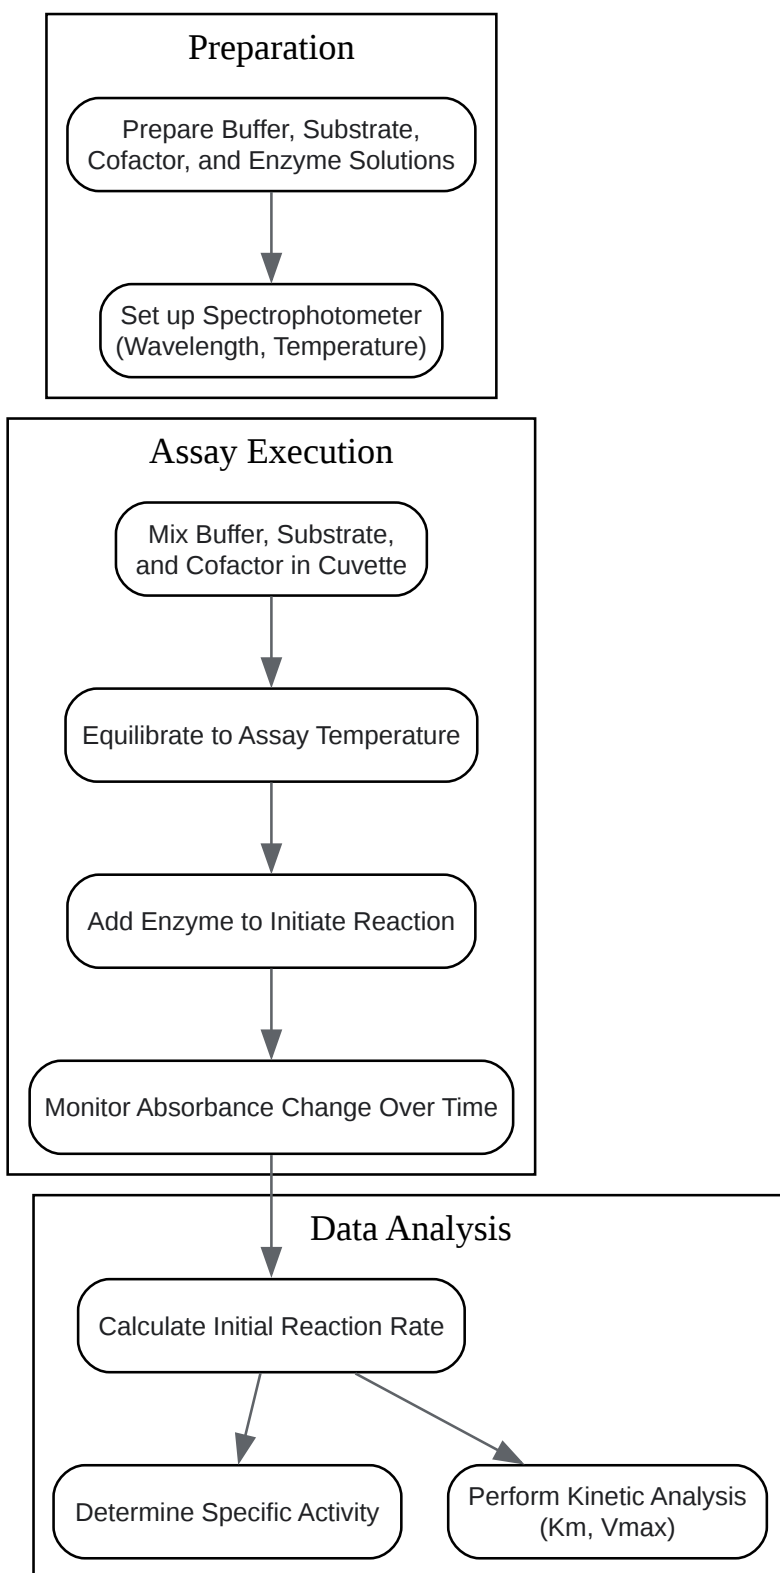 Preparation
Prepare Buffer, Substrate,
Cofactor, and Enzyme Solutions
Set up Spectrophotometer
(Wavelength, Temperature)
Assay Execution
Mix Buffer, Substrate,
and Cofactor in Cuvette
Equilibrate to Assay Temperature
Add Enzyme to Initiate Reaction
Monitor Absorbance Change Over Time
Data Analysis
Calculate Initial Reaction Rate
Determine Specific Activity
Perform Kinetic Analysis
(Km, Vmax)